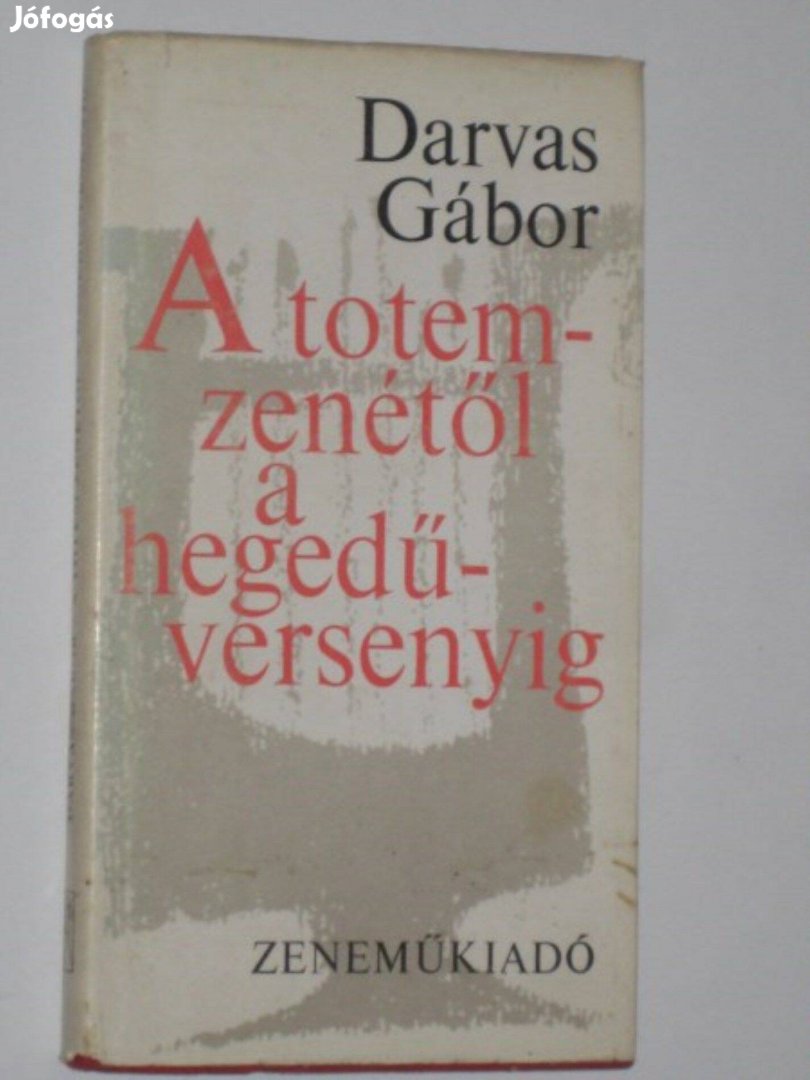 Jófogás
Darvas
Gábor
A totem-
zenétől
a
hegedű-
versenyig
ZENEMŰKIADÓ